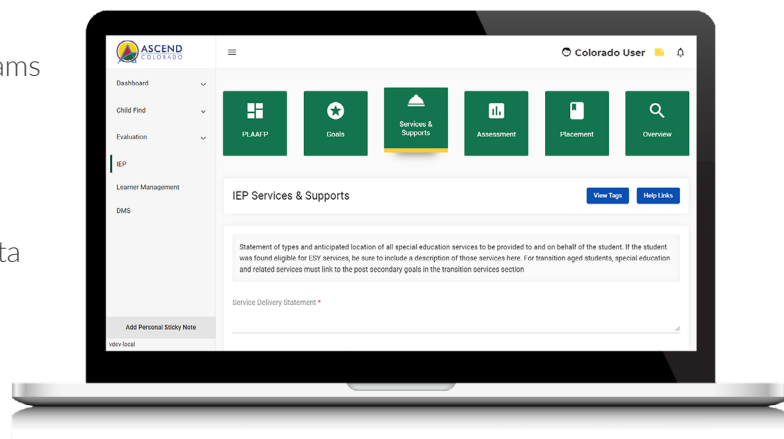 ams
ta
ASCEND
COLORADO
Colorado User
Dashboard
Child Find
Evaluation
IEP
Learner Management
DMS
Add Personal Sticky Note
vdev-local
PLAAFP
Goals
Services &
Supports
Assessment
Placement
Overview
IEP Services & Supports
View Tags
Help Links
Statement of types and anticipated location of all special education services to be provided to and on behalf of the student. If the student
was found eligible for ESY services, be sure to include a description of those services here. For transition aged students, special education
and related services must link to the post secondary goals in the transition services section
Service Delivery Statement *